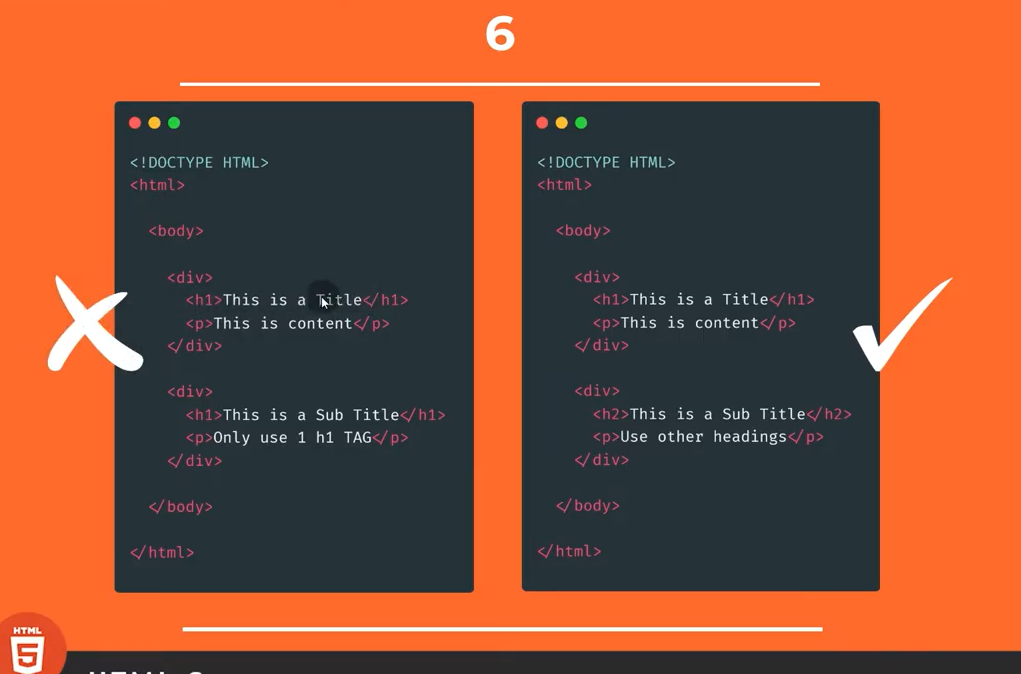 6
<!DOCTYPE HTML>
<html>
<body>
<div>
<h1>This is a Title</h1>
<p>This is content</p>
</div>
<div>
<h1>This is a Sub Title</h1>
<p>Only use 1 h1 TAG</p>
</div>
</body>
</html>
<!DOCTYPE HTML>
<html>
<body>
<div>
<h1>This is a Title</h1>
<p>This is content</p>
</div>
<div>
<h2>This is a Sub Title</h2>
<p>Use other headings</p>
</div>
</body>
</html>
HTML
5